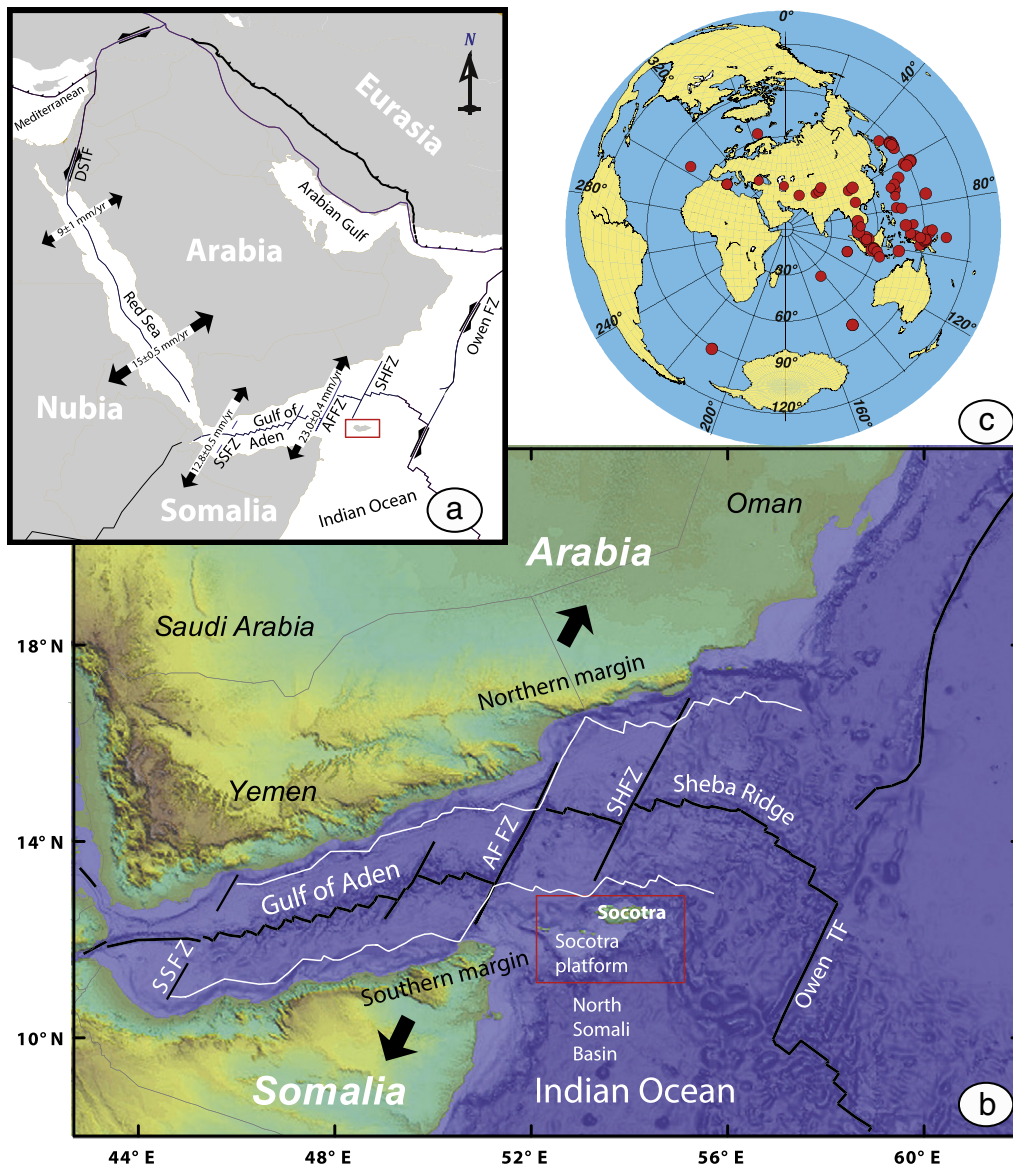 N
Mediterranean
Eurasia
DSTF
Arabian Gulf
9±1 mm/yr
Arabia
Red Sea
Owen FZ
15±0.5 mm/yr
Nubia
SHFZ
23.0±0.4 mm/yr
AFFZ
Gulf of
Aden
12.8±0.5 mm/yr
SSFZ
Somalia
Indian Ocean
a
0°
320°
40°
280°
80°
80°
240°
60°
120°
90°
120°
200°
160°
c
Oman
Arabia
Saudi Arabia
18° N
Northern margin
Yemen
SHFZ
Sheba Ridge
14° N
AF FZ
Gulf of Aden
Socotra
SSFZ
Socotra
platform
Owen TF
Southern margin
North
Somali
Basin
10° N
Somalia
Indian Ocean
b
44° E
48° E
52° E
56° E
60° E